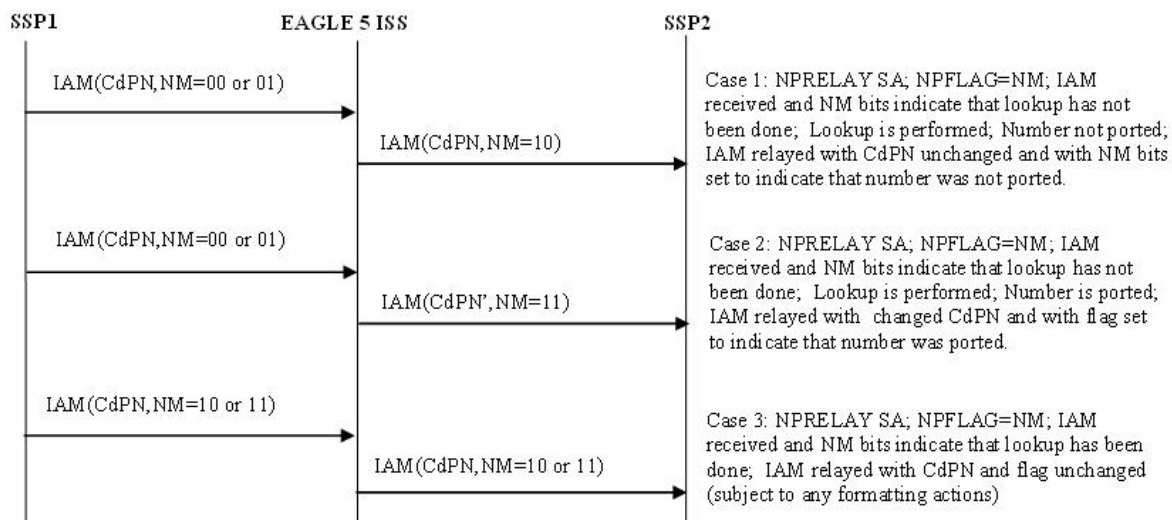 SSP1 EAGLE 5 ISS SSP2
IAM(CdPN,NM=00 or 01)
IAM(CdPN,NM=10)
Case 1: NPRELAY SA; NPFLAG=NM; IAM
received and NM bits indicate that lookup has not
been done; Lookup is performed; Number not ported;
IAM relayed with CdPN unchanged and with NM bits
set to indicate that number was not ported.
IAM(CdPN,NM=00 or 01)
IAM(CdPN',NM=11)
Case 2: NPRELAY SA; NPFLAG=NM; IAM
received and NM bits indicate that lookup has not
been done; Lookup is performed; Number is ported;
IAM relayed with changed CdPN and with flag set
to indicate that number was ported.
IAM(CdPN,NM=10 or 11)
IAM(CdPN,NM=10 or 11)
Case 3: NPRELAY SA; NPFLAG=NM; IAM
received and NM bits indicate that lookup has been
done; IAM relayed with CdPN and flag unchanged
(subject to any formatting actions)